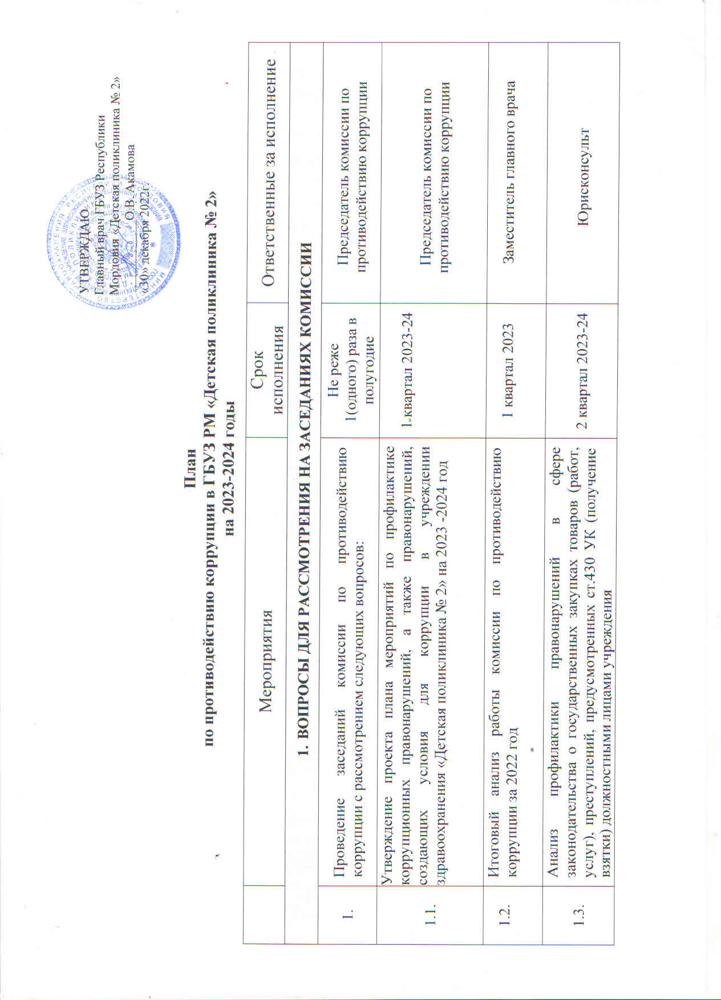 УТВЕРЖДАЮ
Главный врач ГБУЗ Республики
Мордовия «Детская поликлиника № 2»
О.В. Акамова
«30» декабря 2022г.
План
по противодействию коррупции в ГБУЗ РМ «Детская поликлиника № 2»
на 2023-2024 годы
Мероприятия
Срок
исполнения
Ответственные за исполнение
1. ВОПРОСЫ ДЛЯ РАССМОТРЕНИЯ НА ЗАСЕДАНИЯХ КОМИССИИ
1.
Проведение заседаний комиссии по противодействию
коррупции с рассмотрением следующих вопросов:
Не реже
1(одного) раза в
полугодие
Председатель комиссии по
противодействию коррупции
1.1.
Утверждение проекта плана мероприятий по профилактике
коррупционных правонарушений, а также правонарушений,
создающих условия для коррупции в учреждении
здравоохранения «Детская поликлиника № 2» на 2023 -2024 год
1 квартал 2023-24
Председатель комиссии по
противодействию коррупции
1.2.
Итоговый анализ работы комиссии по противодействию
коррупции за 2022 год
1 квартал 2023
Заместитель главного врача
1.3.
Анализ профилактики правонарушений в сфере
законодательства о государственных закупках товаров (работ,
услуг), преступлений, предусмотренных ст.430 УК (получение
взятки) должностными лицами учреждения
2 квартал 2023-24
Юрисконсульт